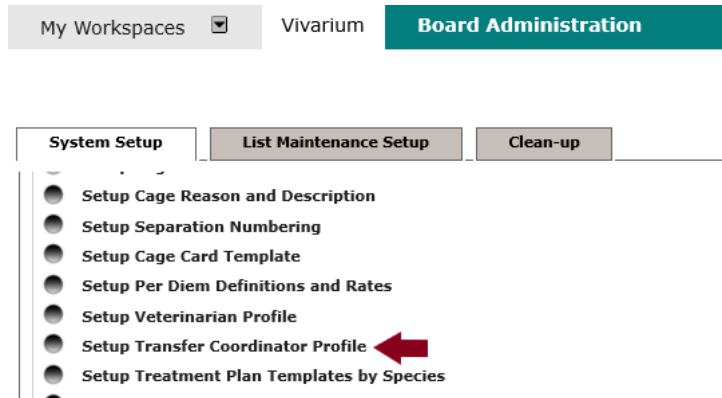 My Workspaces Vivarium Board Administration
System Setup List Maintenance Setup Clean-up
Setup Cage Reason and Description
Setup Separation Numbering
Setup Cage Card Template
Setup Per Diem Definitions and Rates
Setup Veterinarian Profile
Setup Transfer Coordinator Profile
Setup Treatment Plan Templates by Species